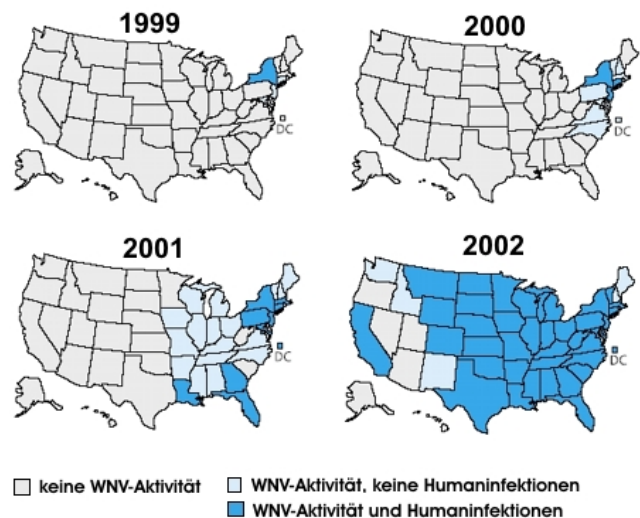 1999
2000
DC
DC
2001
2002
DC
DC
keine WNV-Aktivität
WNV-Aktivität, keine Humaninfektionen
WNV-Aktivität und Humaninfektionen